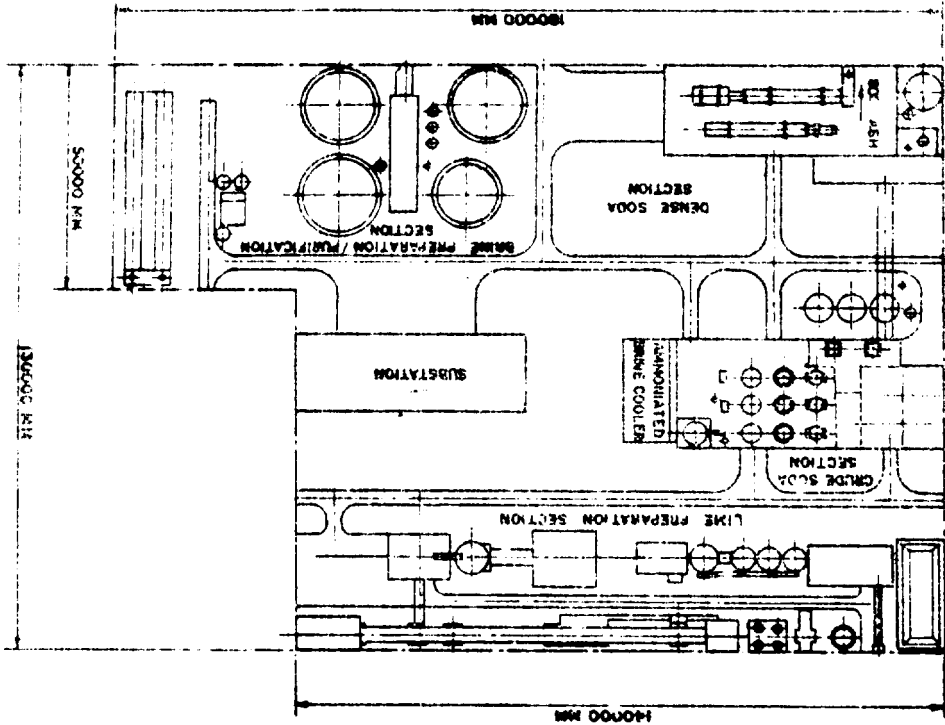 140000 MM
LIME PREPARATION SECTION
CRUDE SODA
SECTION
AMMONIATED
BRINE COOLER
SUBSTATION
130000 MM
BRINE PREPARATION / PURIFICATION
SECTION
DENSE SODA
SECTION
50000 MM
ASH
180000 MM